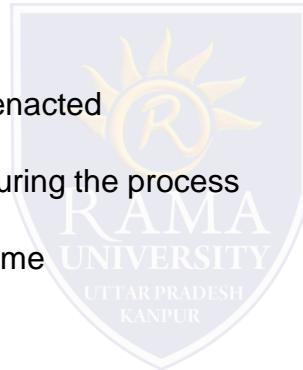 enacted
uring the process
RAMA
me
UNIVERSITY
UTTAR PRADESH
KANPUR